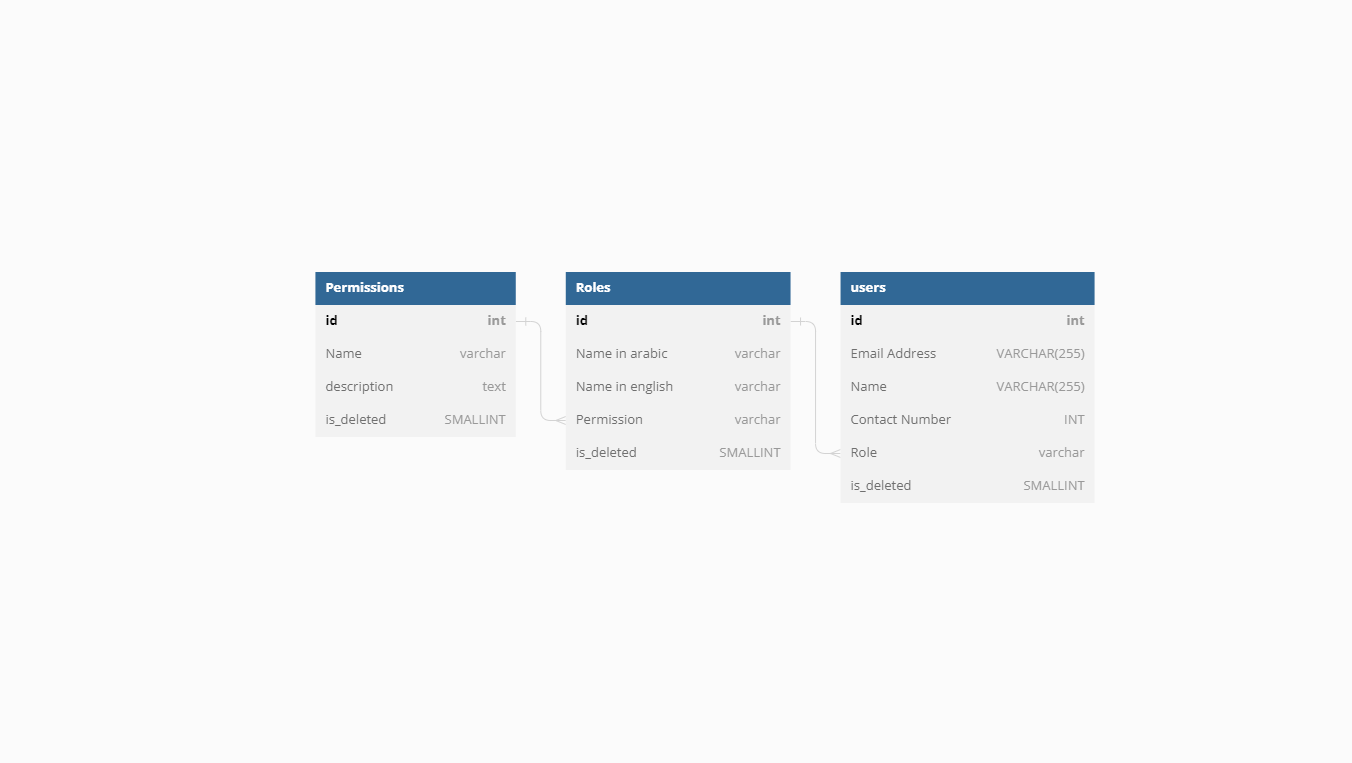 Permissions
id int
Name varchar
description text
is_deleted SMALLINT
Roles
id int
Name in arabic varchar
Name in english varchar
Permission varchar
is_deleted SMALLINT
users
id int
Email Address VARCHAR(255)
Name VARCHAR(255)
Contact Number INT
Role varchar
is_deleted SMALLINT